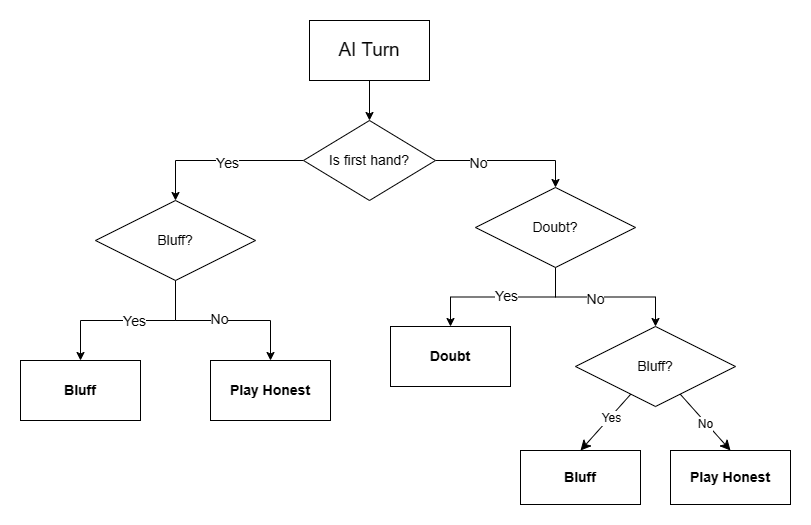 AI Turn
Is first hand?
Yes
No
Bluff?
Doubt?
Yes
No
Yes
No
Bluff
Play Honest
Doubt
Bluff?
Yes
No
Bluff
Play Honest